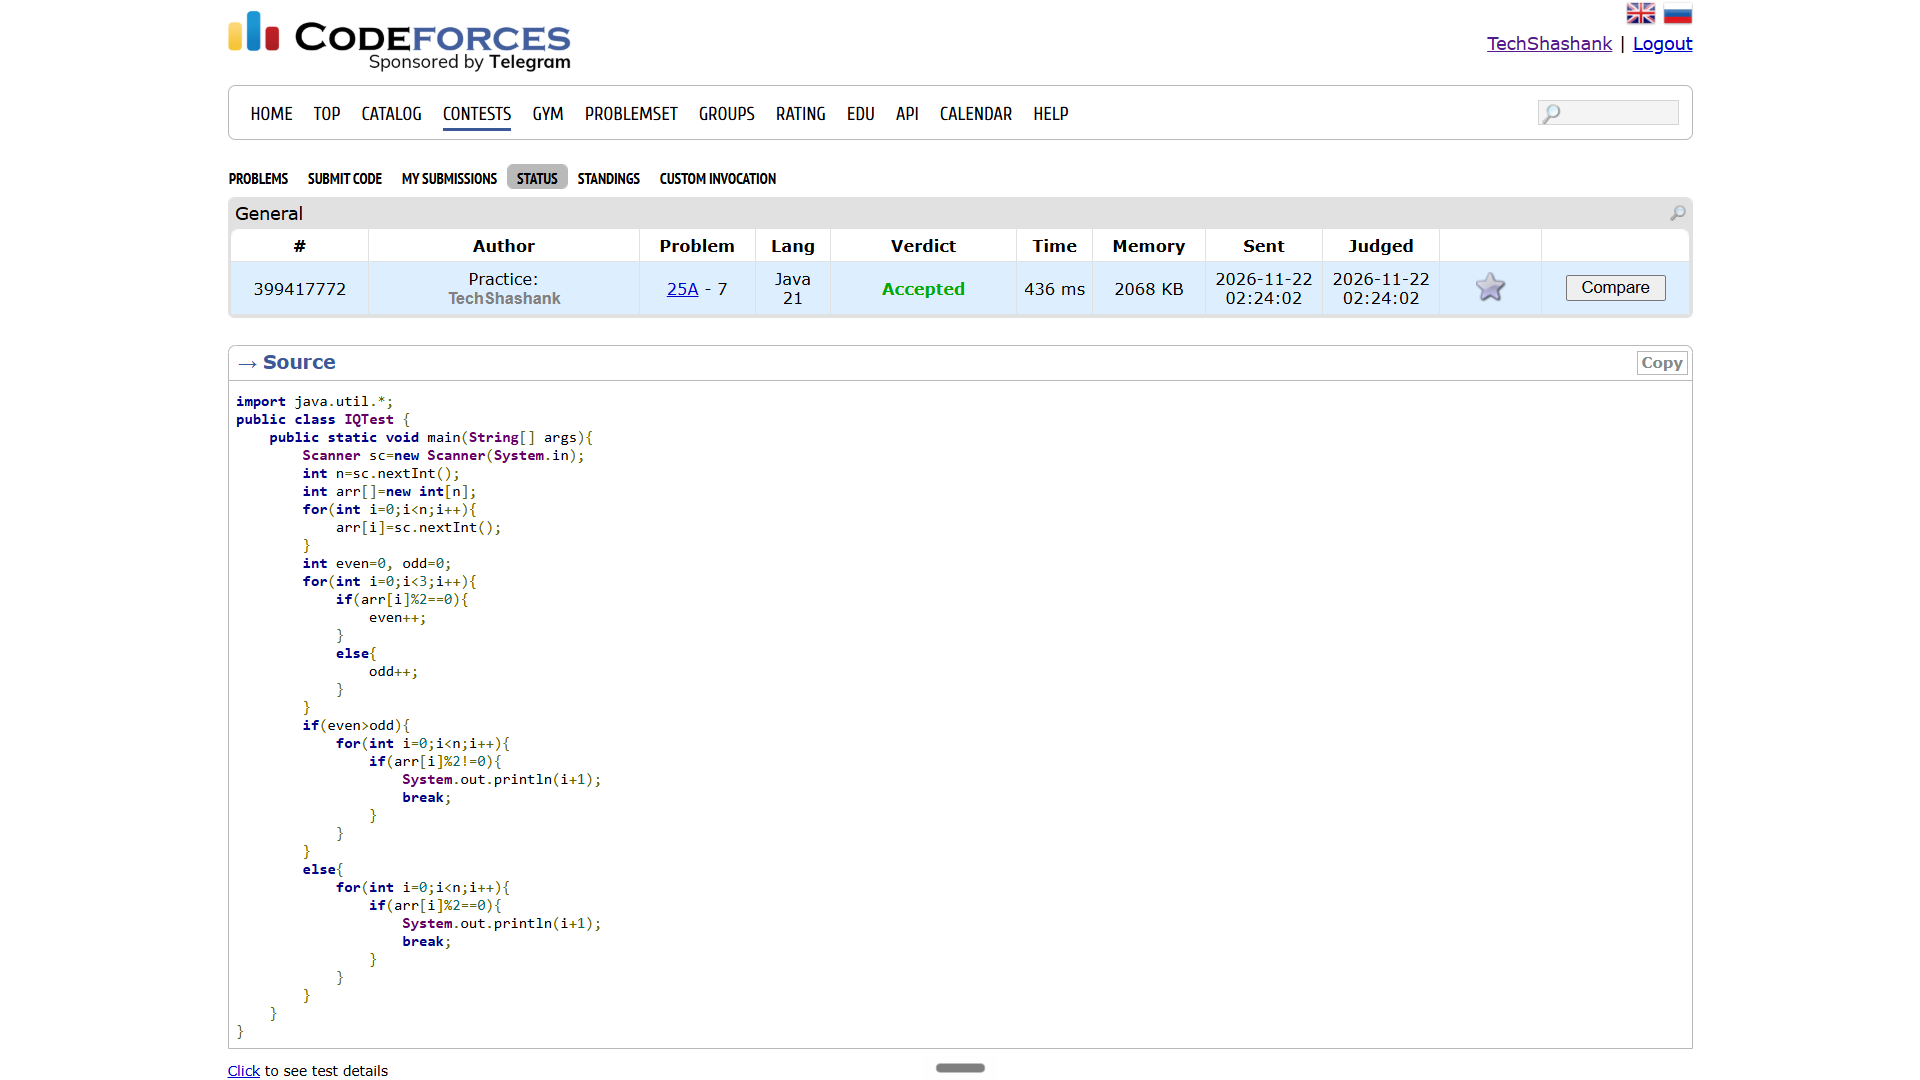 CODEFORCES
Sponsored by Telegram
TechShashank | Logout
HOME TOP CATALOG CONTESTS GYM PROBLEMSET GROUPS RATING EDU API CALENDAR HELP
PROBLEMS SUBMIT CODE MY SUBMISSIONS STATUS STANDINGS CUSTOM INVOCATION
General
# Author Problem Lang Verdict Time Memory Sent Judged
399417772 Practice: TechShashank 25A - 7 Java 21 Accepted 436 ms 2068 KB 2026-11-22 02:24:02 2026-11-22 02:24:02 Compare
→ Source Copy
import java.util.*;
public class IQTest {
    public static void main(String[] args){
        Scanner sc=new Scanner(System.in);
        int n=sc.nextInt();
        int arr[]=new int[n];
        for(int i=0;i<n;i++){
            arr[i]=sc.nextInt();
        }
        int even=0, odd=0;
        for(int i=0;i<3;i++){
            if(arr[i]%2==0){
                even++;
            }
            else{
                odd++;
            }
        }
        if(even>odd){
            for(int i=0;i<n;i++){
                if(arr[i]%2!=0){
                    System.out.println(i+1);
                    break;
                }
            }
        }
        else{
            for(int i=0;i<n;i++){
                if(arr[i]%2==0){
                    System.out.println(i+1);
                    break;
                }
            }
        }
    }
}
Click to see test details